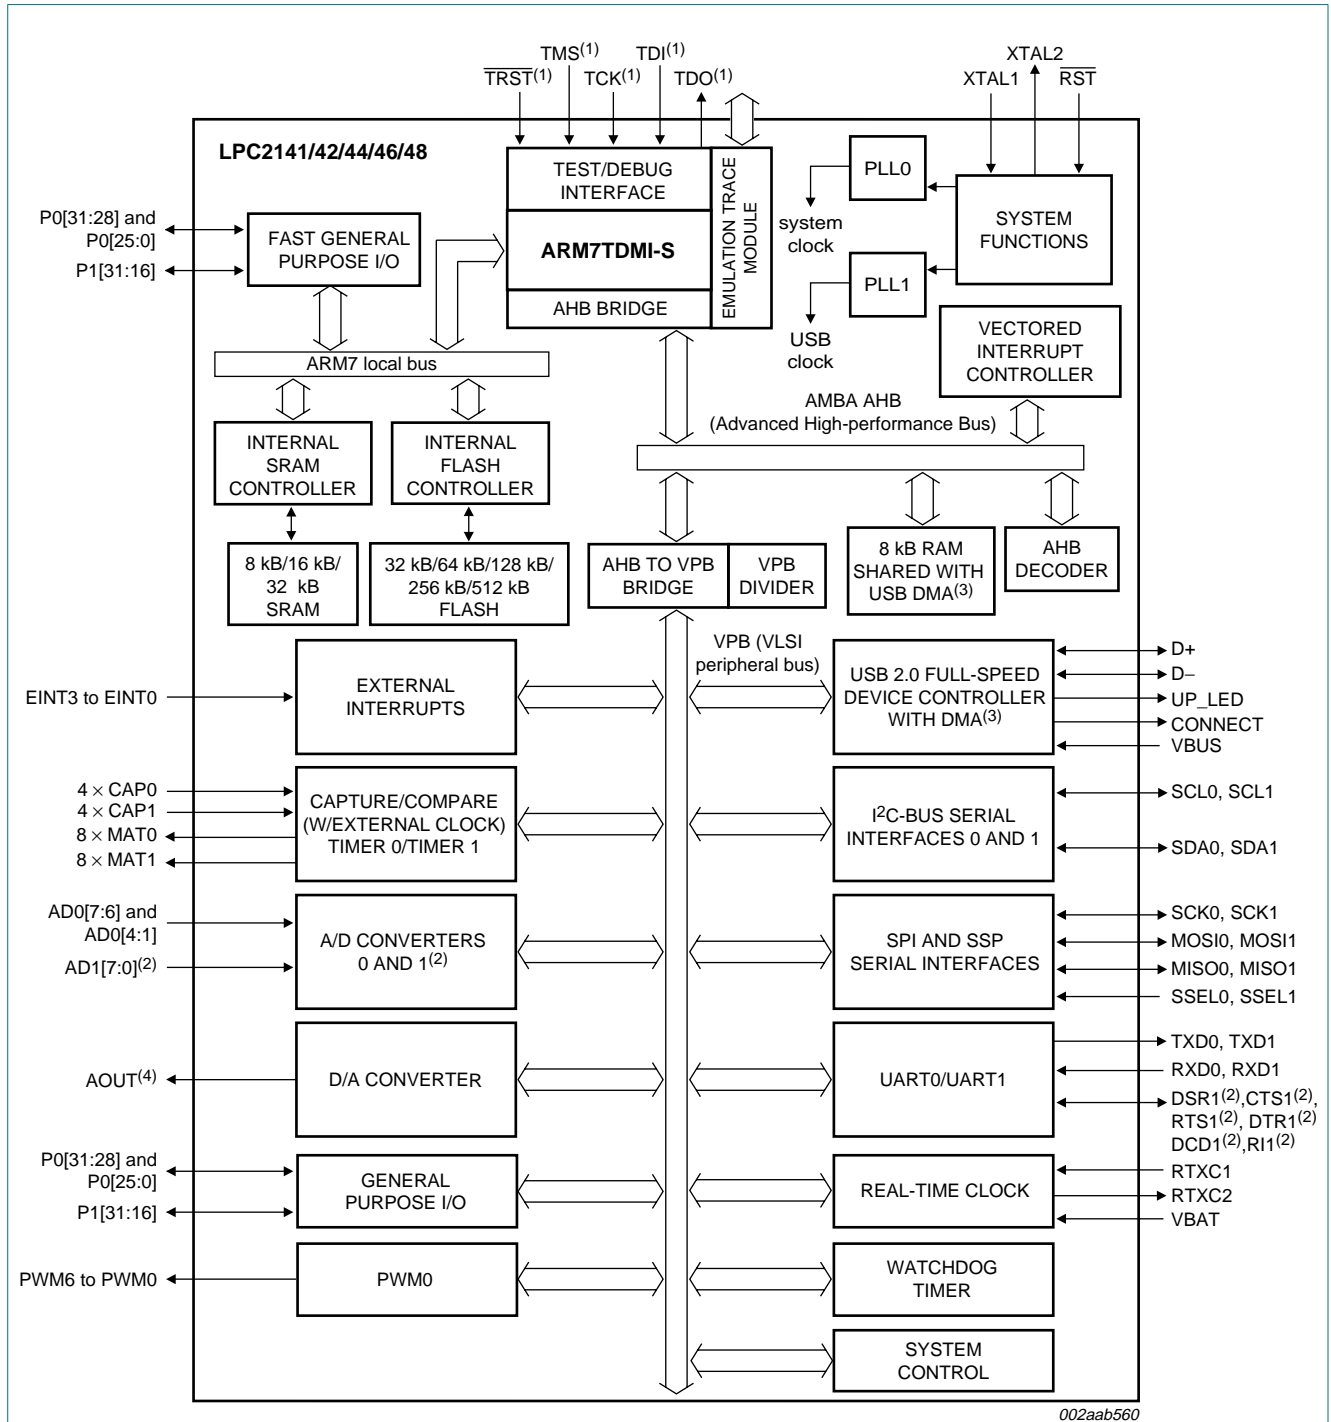 TMS(1)
TDI(1)
XTAL2
TRST(1)
TCK(1)
TDO(1)
XTAL1
RST
LPC2141/42/44/46/48
TEST/DEBUG
INTERFACE
EMULATION TRACE
MODULE
PLL0
SYSTEM
FUNCTIONS
system
clock
P0[31:28] and
P0[25:0]
P1[31:16]
FAST GENERAL
PURPOSE I/O
ARM7TDMI-S
AHB BRIDGE
PLL1
USB
clock
VECTORED
INTERRUPT
CONTROLLER
ARM7 local bus
AMBA AHB
(Advanced High-performance Bus)
INTERNAL
SRAM
CONTROLLER
INTERNAL
FLASH
CONTROLLER
8 kB/16 kB/
32 kB
SRAM
32 kB/64 kB/128 kB/
256 kB/512 kB
FLASH
AHB TO VPB
BRIDGE
VPB
DIVIDER
8 kB RAM
SHARED WITH
USB DMA(3)
AHB
DECODER
VPB (VLSI
peripheral bus)
EINT3 to EINT0
EXTERNAL
INTERRUPTS
USB 2.0 FULL-SPEED
DEVICE CONTROLLER
WITH DMA(3)
D+
D−
UP_LED
CONNECT
VBUS
4 × CAP0
4 × CAP1
8 × MAT0
8 × MAT1
CAPTURE/COMPARE
(W/EXTERNAL CLOCK)
TIMER 0/TIMER 1
I2C-BUS SERIAL
INTERFACES 0 AND 1
SCL0, SCL1
SDA0, SDA1
AD0[7:6] and
AD0[4:1]
AD1[7:0](2)
A/D CONVERTERS
0 AND 1(2)
SPI AND SSP
SERIAL INTERFACES
SCK0, SCK1
MOSI0, MOSI1
MISO0, MISO1
SSEL0, SSEL1
AOUT(4)
D/A CONVERTER
UART0/UART1
TXD0, TXD1
RXD0, RXD1
DSR1(2),CTS1(2),
RTS1(2), DTR1(2)
DCD1(2),RI1(2)
P0[31:28] and
P0[25:0]
P1[31:16]
GENERAL
PURPOSE I/O
REAL-TIME CLOCK
RTXC1
RTXC2
VBAT
PWM6 to PWM0
PWM0
WATCHDOG
TIMER
SYSTEM
CONTROL
002aab560